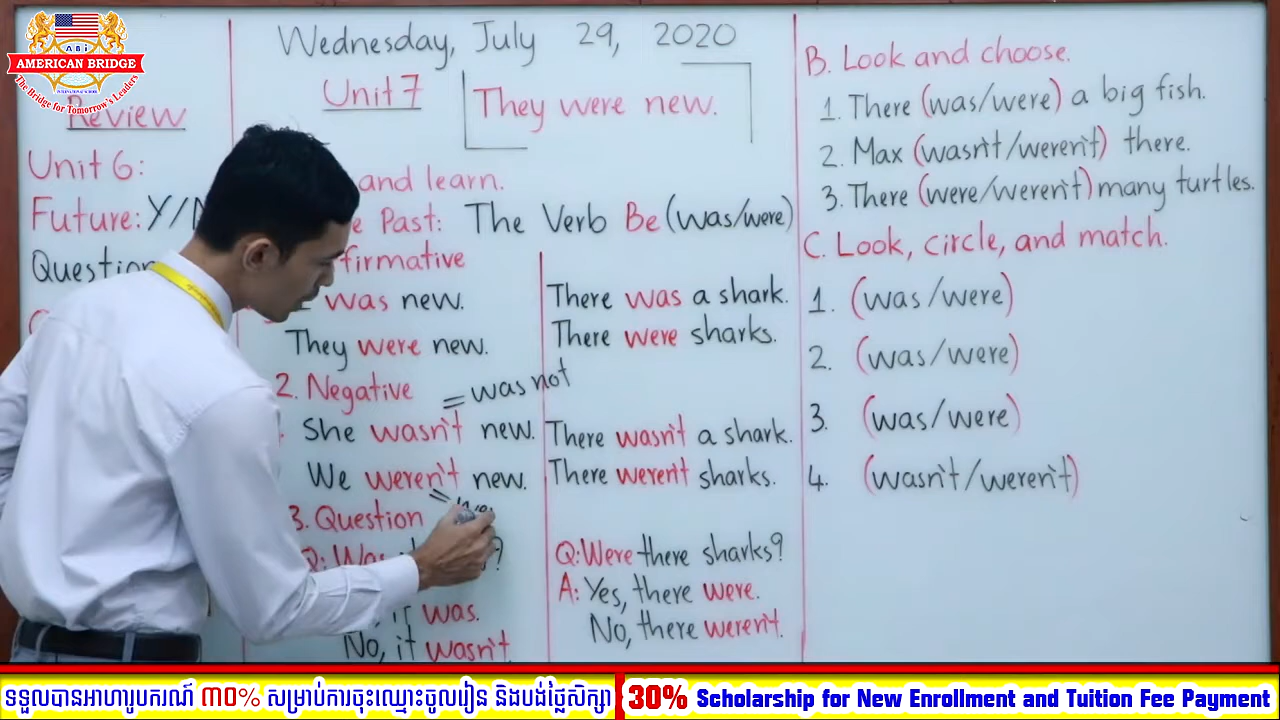 ABi
AMERICAN BRIDGE
INTERNATIONAL SCHOOL
The Bridge for Tomorrow's Leaders
Review
Unit 6:
Future: Y/N
Question
Wednesday, July 29, 2020
Unit 7
They were new.
and learn.
Past: The Verb Be (was/were)
firmative
was new.
They were new.
2. Negative
= was not
She wasn't new.
We weren't new.
= we
3. Question
Q: Was ?
it was.
No, it wasn't.
There was a shark.
There were sharks.
There wasn't a shark.
There weren't sharks.
Q: Were there sharks?
A: Yes, there were.
No, there weren't.
B. Look and choose.
1. There (was/were) a big fish.
2. Max (wasn't/weren't) there.
3. There (were/weren't) many turtles.
C. Look, circle, and match.
1. (was/were)
2. (was/were)
3. (was/were)
4. (wasn't/weren't)
ទទួលបានអាហារូបករណ៍ ៣០% សម្រាប់ការចុះឈ្មោះចូលរៀន និងបង់ថ្លៃសិក្សា
30% Scholarship for New Enrollment and Tuition Fee Payment